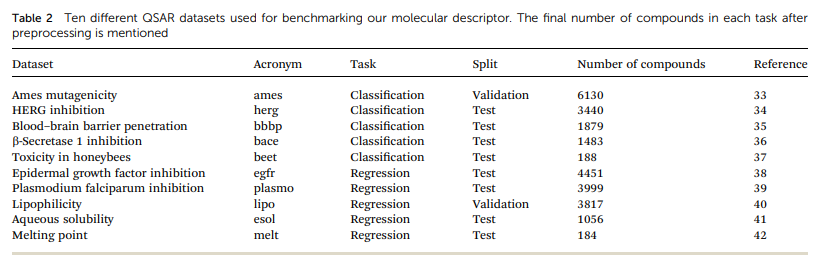 Table 2 Ten different QSAR datasets used for benchmarking our molecular descriptor. The final number of compounds in each task after
preprocessing is mentioned
Dataset Acronym Task Split Number of compounds Reference
Ames mutagenicity ames Classification Validation 6130 33
HERG inhibition herg Classification Test 3440 34
Blood–brain barrier penetration bbbp Classification Test 1879 35
β-Secretase 1 inhibition bace Classification Test 1483 36
Toxicity in honeybees beet Classification Test 188 37
Epidermal growth factor inhibition egfr Regression Test 4451 38
Plasmodium falciparum inhibition plasmo Regression Test 3999 39
Lipophilicity lipo Regression Validation 3817 40
Aqueous solubility esol Regression Test 1056 41
Melting point melt Regression Test 184 42